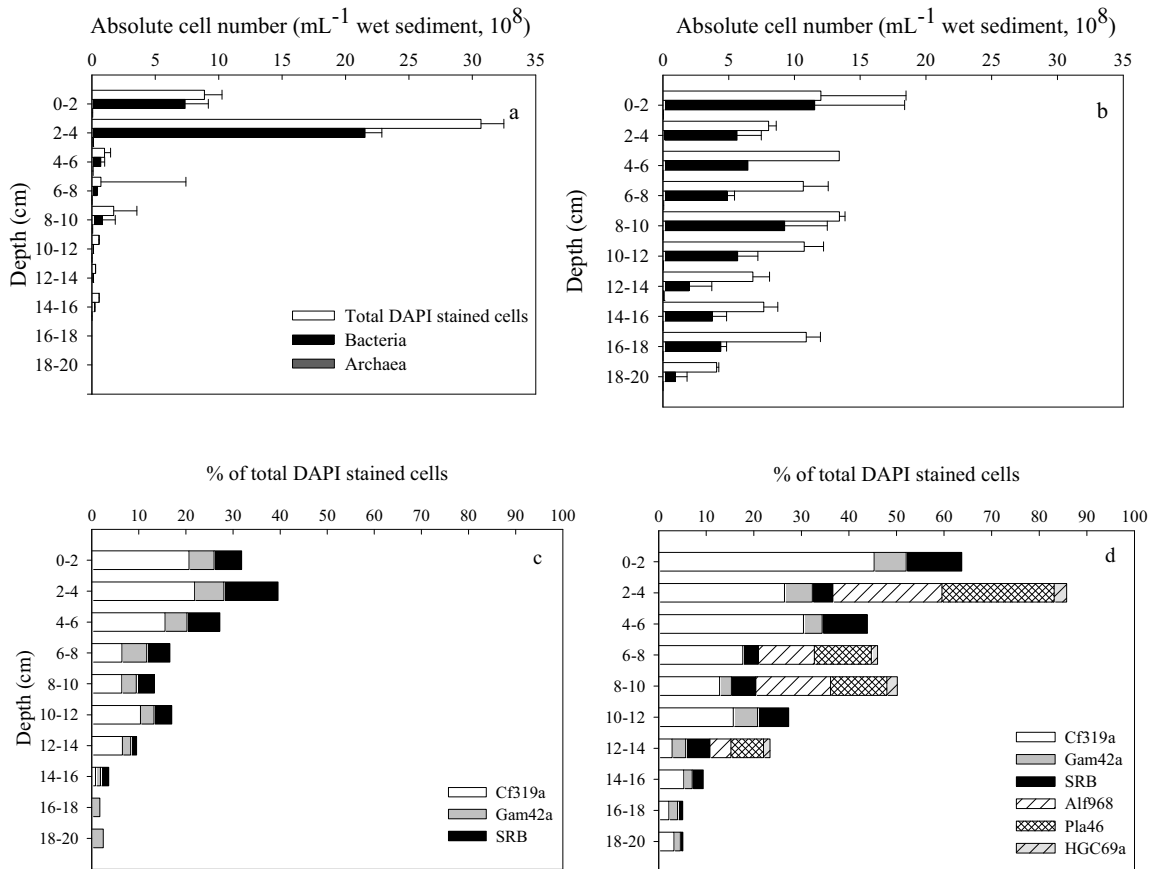 Absolute cell number (mL-1 wet sediment, 10^8)
0 5 10 15 20 25 30 35
a
Depth (cm)
0-2
2-4
4-6
6-8
8-10
10-12
12-14
14-16
16-18
18-20
Total DAPI stained cells
Bacteria
Archaea
Absolute cell number (mL-1 wet sediment, 10^8)
0 5 10 15 20 25 30 35
b
Depth (cm)
0-2
2-4
4-6
6-8
8-10
10-12
12-14
14-16
16-18
18-20
% of total DAPI stained cells
0 10 20 30 40 50 60 70 80 90 100
c
Depth (cm)
0-2
2-4
4-6
6-8
8-10
10-12
12-14
14-16
16-18
18-20
Cf319a
Gam42a
SRB
% of total DAPI stained cells
0 10 20 30 40 50 60 70 80 90 100
d
Depth (cm)
0-2
2-4
4-6
6-8
8-10
10-12
12-14
14-16
16-18
18-20
Cf319a
Gam42a
SRB
Alf968
Pla46
HGC69a